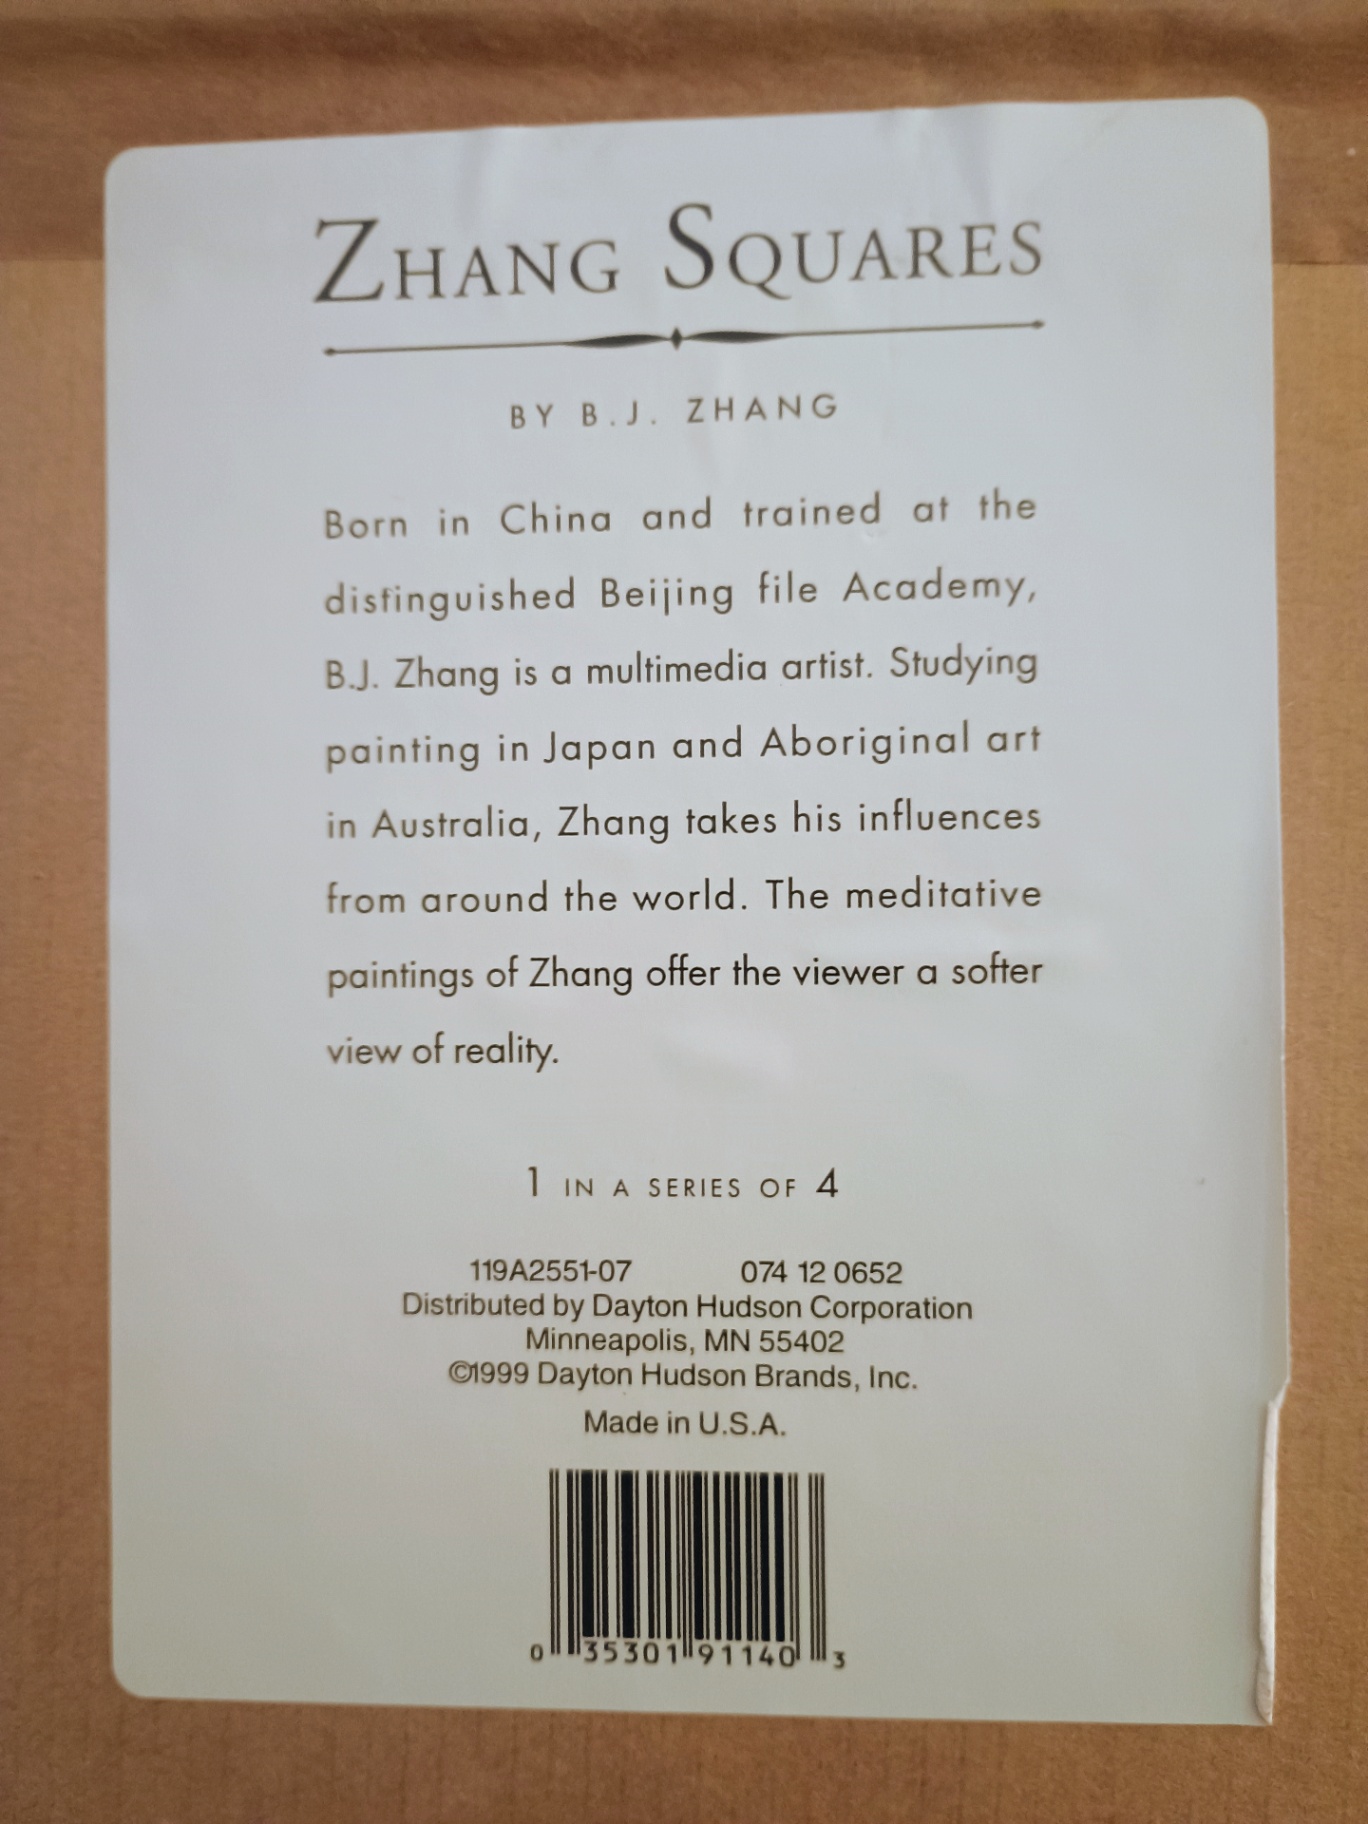 ZHANG SQUARES
BY B.J. ZHANG
Born in China and trained at the
distinguished Beijing file Academy,
B.J. Zhang is a multimedia artist. Studying
painting in Japan and Aboriginal art
in Australia, Zhang takes his influences
from around the world. The meditative
paintings of Zhang offer the viewer a softer
view of reality.
1 IN A SERIES OF 4
119A2551-07 074 12 0652
Distributed by Dayton Hudson Corporation
Minneapolis, MN 55402
©1999 Dayton Hudson Brands, Inc.
Made in U.S.A.
0 35301 91140 3